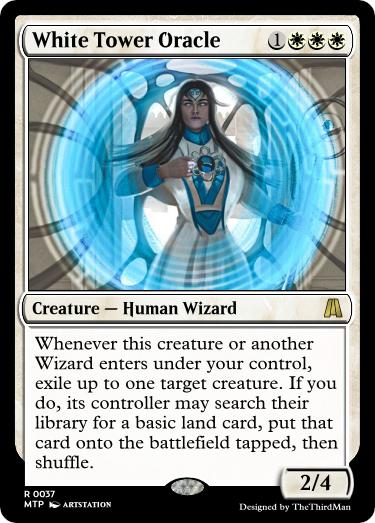 White Tower Oracle 1
Creature — Human Wizard
Whenever this creature or another
Wizard enters under your control,
exile up to one target creature. If you
do, its controller may search their
library for a basic land card, put that
card onto the battlefield tapped, then
shuffle.
2/4
R 0037
MTP ARTSTATION
Designed by TheThirdMan